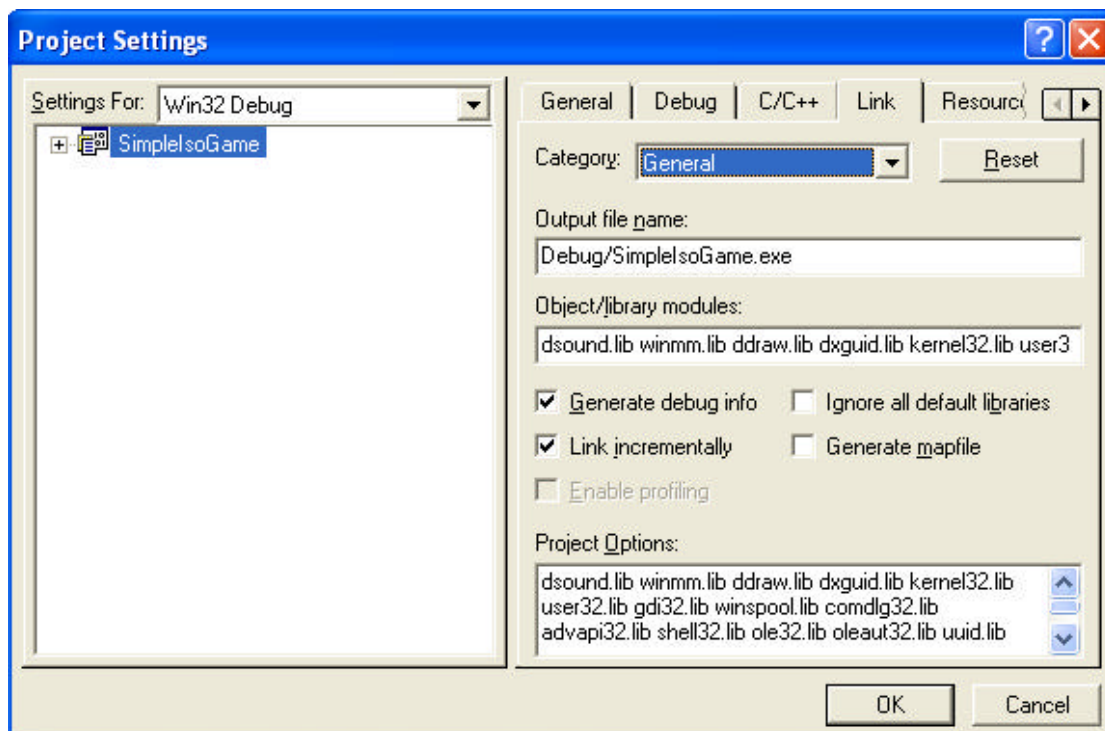 Project Settings
Settings For: Win32 Debug
SimpleIsoGame
General Debug C/C++ Link
Category: General Reset
Output file name:
Debug/SimpleIsoGame.exe
Object/library modules:
dsound.lib winmm.lib ddraw.lib dxguid.lib kernel32.lib user3
Generate debug info Ignore all default libraries
Link incrementally Generate mapfile
Enable profiling
Project Options:
dsound.lib winmm.lib ddraw.lib dxguid.lib kernel32.lib
user32.lib gdi32.lib winspool.lib comdlg32.lib
advapi32.lib shell32.lib ole32.lib oleaut32.lib uuid.lib
OK Cancel